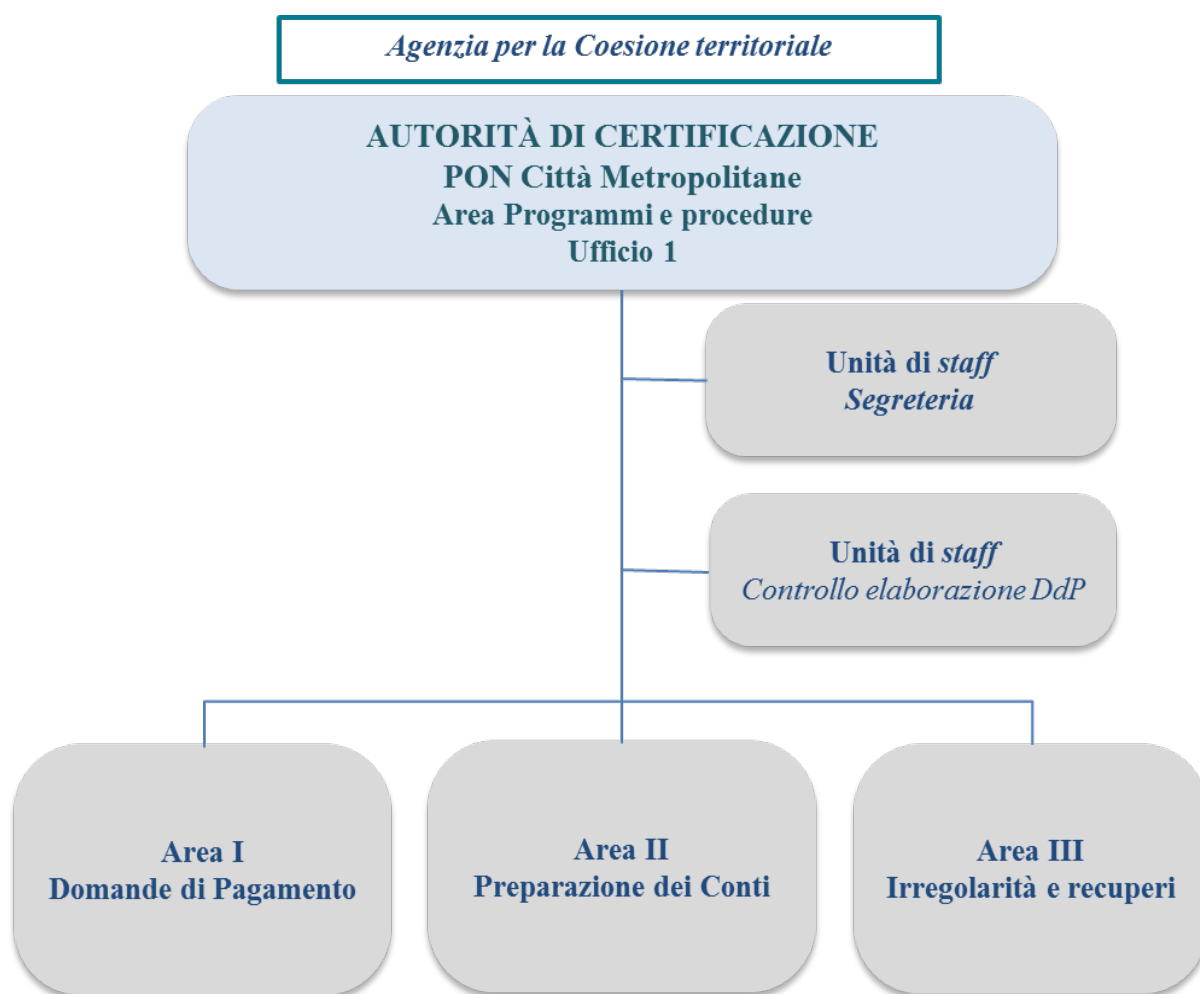 Agenzia per la Coesione territoriale
AUTORITÀ DI CERTIFICAZIONE
PON Città Metropolitane
Area Programmi e procedure
Ufficio 1
Unità di staff
Segreteria
Unità di staff
Controllo elaborazione DdP
Area I
Domande di Pagamento
Area II
Preparazione dei Conti
Area III
Irregolarità e recuperi